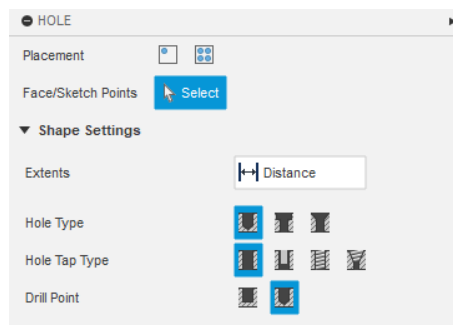 HOLE
Placement
Face/Sketch Points Select
Shape Settings
Extents Distance
Hole Type
Hole Tap Type
Drill Point